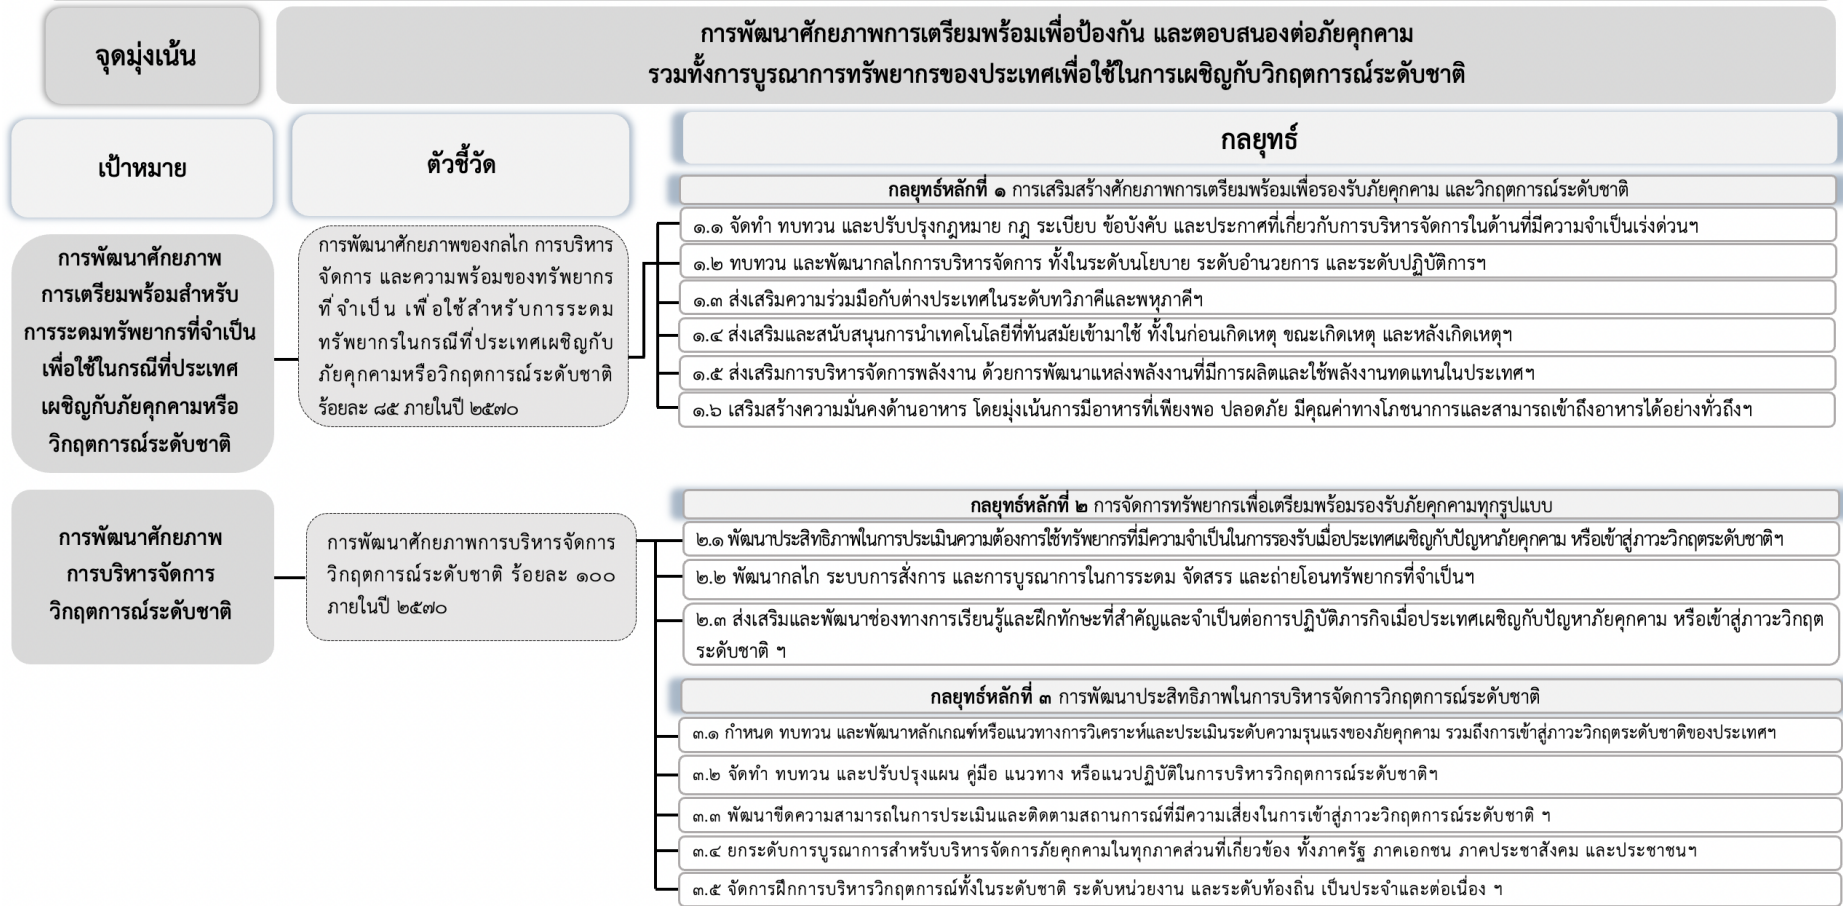 จุดมุ่งเน้น
การพัฒนาศักยภาพการเตรียมพร้อมเพื่อป้องกัน และตอบสนองต่อภัยคุกคาม
รวมทั้งการบูรณาการทรัพยากรของประเทศเพื่อใช้ในการเผชิญกับวิกฤตการณ์ระดับชาติ
เป้าหมาย
ตัวชี้วัด
กลยุทธ์
การพัฒนาศักยภาพ
การเตรียมพร้อมสำหรับ
การระดมทรัพยากรที่จำเป็น
เพื่อใช้ในกรณีที่ประเทศ
เผชิญกับภัยคุกคามหรือ
วิกฤตการณ์ระดับชาติ
การพัฒนาศักยภาพของกลไก การบริหาร
จัดการ และความพร้อมของทรัพยากร
ที่จำเป็น เพื่อใช้สำหรับการระดม
ทรัพยากรในกรณีที่ประเทศเผชิญกับ
ภัยคุกคามหรือวิกฤตการณ์ระดับชาติ
ร้อยละ ๘๕ ภายในปี ๒๕๗๐
กลยุทธ์หลักที่ ๑ การเสริมสร้างศักยภาพการเตรียมพร้อมเพื่อรองรับภัยคุกคาม และวิกฤตการณ์ระดับชาติ
๑.๑ จัดทำ ทบทวน และปรับปรุงกฎหมาย กฎ ระเบียบ ข้อบังคับ และประกาศที่เกี่ยวกับการบริหารจัดการในด้านที่มีความจำเป็นเร่งด่วนฯ
๑.๒ ทบทวน และพัฒนากลไกการบริหารจัดการ ทั้งในระดับนโยบาย ระดับอำนวยการ และระดับปฏิบัติการฯ
๑.๓ ส่งเสริมความร่วมมือกับต่างประเทศในระดับทวิภาคีและพหุภาคีฯ
๑.๔ ส่งเสริมและสนับสนุนการนำเทคโนโลยีที่ทันสมัยเข้ามาใช้ ทั้งในก่อนเกิดเหตุ ขณะเกิดเหตุ และหลังเกิดเหตุฯ
๑.๕ ส่งเสริมการบริหารจัดการพลังงาน ด้วยการพัฒนาแหล่งพลังงานที่มีการผลิตและใช้พลังงานทดแทนในประเทศฯ
๑.๖ เสริมสร้างความมั่นคงด้านอาหาร โดยมุ่งเน้นการมีอาหารที่เพียงพอ ปลอดภัย มีคุณค่าทางโภชนาการและสามารถเข้าถึงอาหารได้อย่างทั่วถึงฯ
การพัฒนาศักยภาพ
การบริหารจัดการ
วิกฤตการณ์ระดับชาติ
การพัฒนาศักยภาพการบริหารจัดการ
วิกฤตการณ์ระดับชาติ ร้อยละ ๑๐๐
ภายในปี ๒๕๗๐
กลยุทธ์หลักที่ ๒ การจัดการทรัพยากรเพื่อเตรียมพร้อมรองรับภัยคุกคามทุกรูปแบบ
๒.๑ พัฒนาประสิทธิภาพในการประเมินความต้องการใช้ทรัพยากรที่มีความจำเป็นในการรองรับเมื่อประเทศเผชิญกับปัญหาภัยคุกคาม หรือเข้าสู่ภาวะวิกฤตระดับชาติฯ
๒.๒ พัฒนากลไก ระบบการสั่งการ และการบูรณาการในการระดม จัดสรร และถ่ายโอนทรัพยากรที่จำเป็นฯ
๒.๓ ส่งเสริมและพัฒนาช่องทางการเรียนรู้และฝึกทักษะที่สำคัญและจำเป็นต่อการปฏิบัติภารกิจเมื่อประเทศเผชิญกับปัญหาภัยคุกคาม หรือเข้าสู่ภาวะวิกฤต
ระดับชาติ ฯ
กลยุทธ์หลักที่ ๓ การพัฒนาประสิทธิภาพในการบริหารจัดการวิกฤตการณ์ระดับชาติ
๓.๑ กำหนด ทบทวน และพัฒนาหลักเกณฑ์หรือแนวทางการวิเคราะห์และประเมินระดับความรุนแรงของภัยคุกคาม รวมถึงการเข้าสู่ภาวะวิกฤตระดับชาติของประเทศฯ
๓.๒ จัดทำ ทบทวน และปรับปรุงแผน คู่มือ แนวทาง หรือแนวปฏิบัติในการบริหารวิกฤตการณ์ระดับชาติฯ
๓.๓ พัฒนาขีดความสามารถในการประเมินและติดตามสถานการณ์ที่มีความเสี่ยงในการเข้าสู่ภาวะวิกฤตการณ์ระดับชาติ ฯ
๓.๔ ยกระดับการบูรณาการสำหรับบริหารจัดการภัยคุกคามในทุกภาคส่วนที่เกี่ยวข้อง ทั้งภาครัฐ ภาคเอกชน ภาคประชาสังคม และประชาชนฯ
๓.๕ จัดการฝึกการบริหารวิกฤตการณ์ทั้งในระดับชาติ ระดับหน่วยงาน และระดับท้องถิ่น เป็นประจำและต่อเนื่อง ฯ